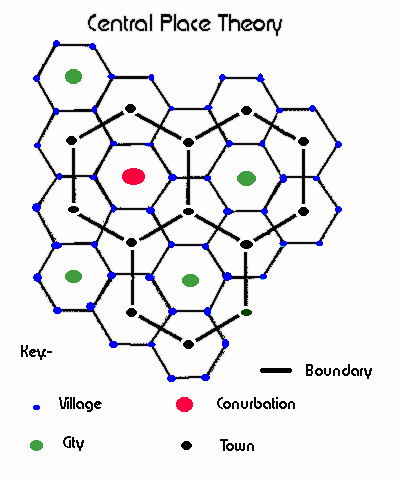 Central Place Theory
Key:-
Boundary
Village
Conurbation
City
Town